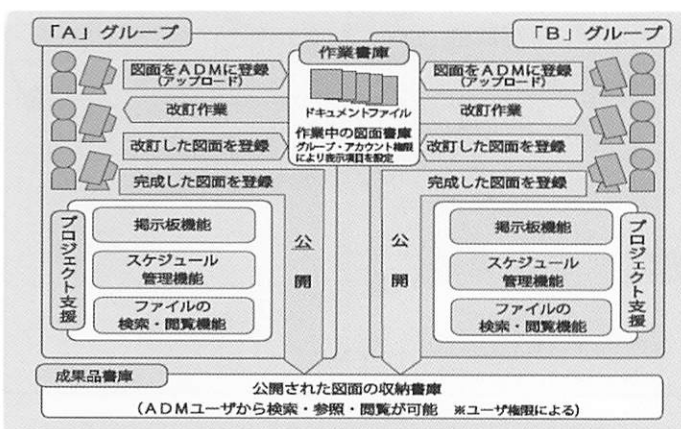 「A」グループ
作業書庫
「B」グループ
図面をADMに登録
(アップロード)
図面をADMに登録
(アップロード)
ドキュメントファイル
改訂作業
改訂作業
作業中の図面書庫
グループ・アカウント権限
により表示項目を設定
改訂した図面を登録
改訂した図面を登録
完成した図面を登録
完成した図面を登録
プロジェクト支援
掲示板機能
スケジュール
管理機能
ファイルの
検索・閲覧機能
公開
公開
掲示板機能
スケジュール
管理機能
ファイルの
検索・閲覧機能
プロジェクト支援
成果品書庫
公開された図面の収納書庫
(ADMユーザから検索・参照・閲覧が可能 ※ユーザ権限による)